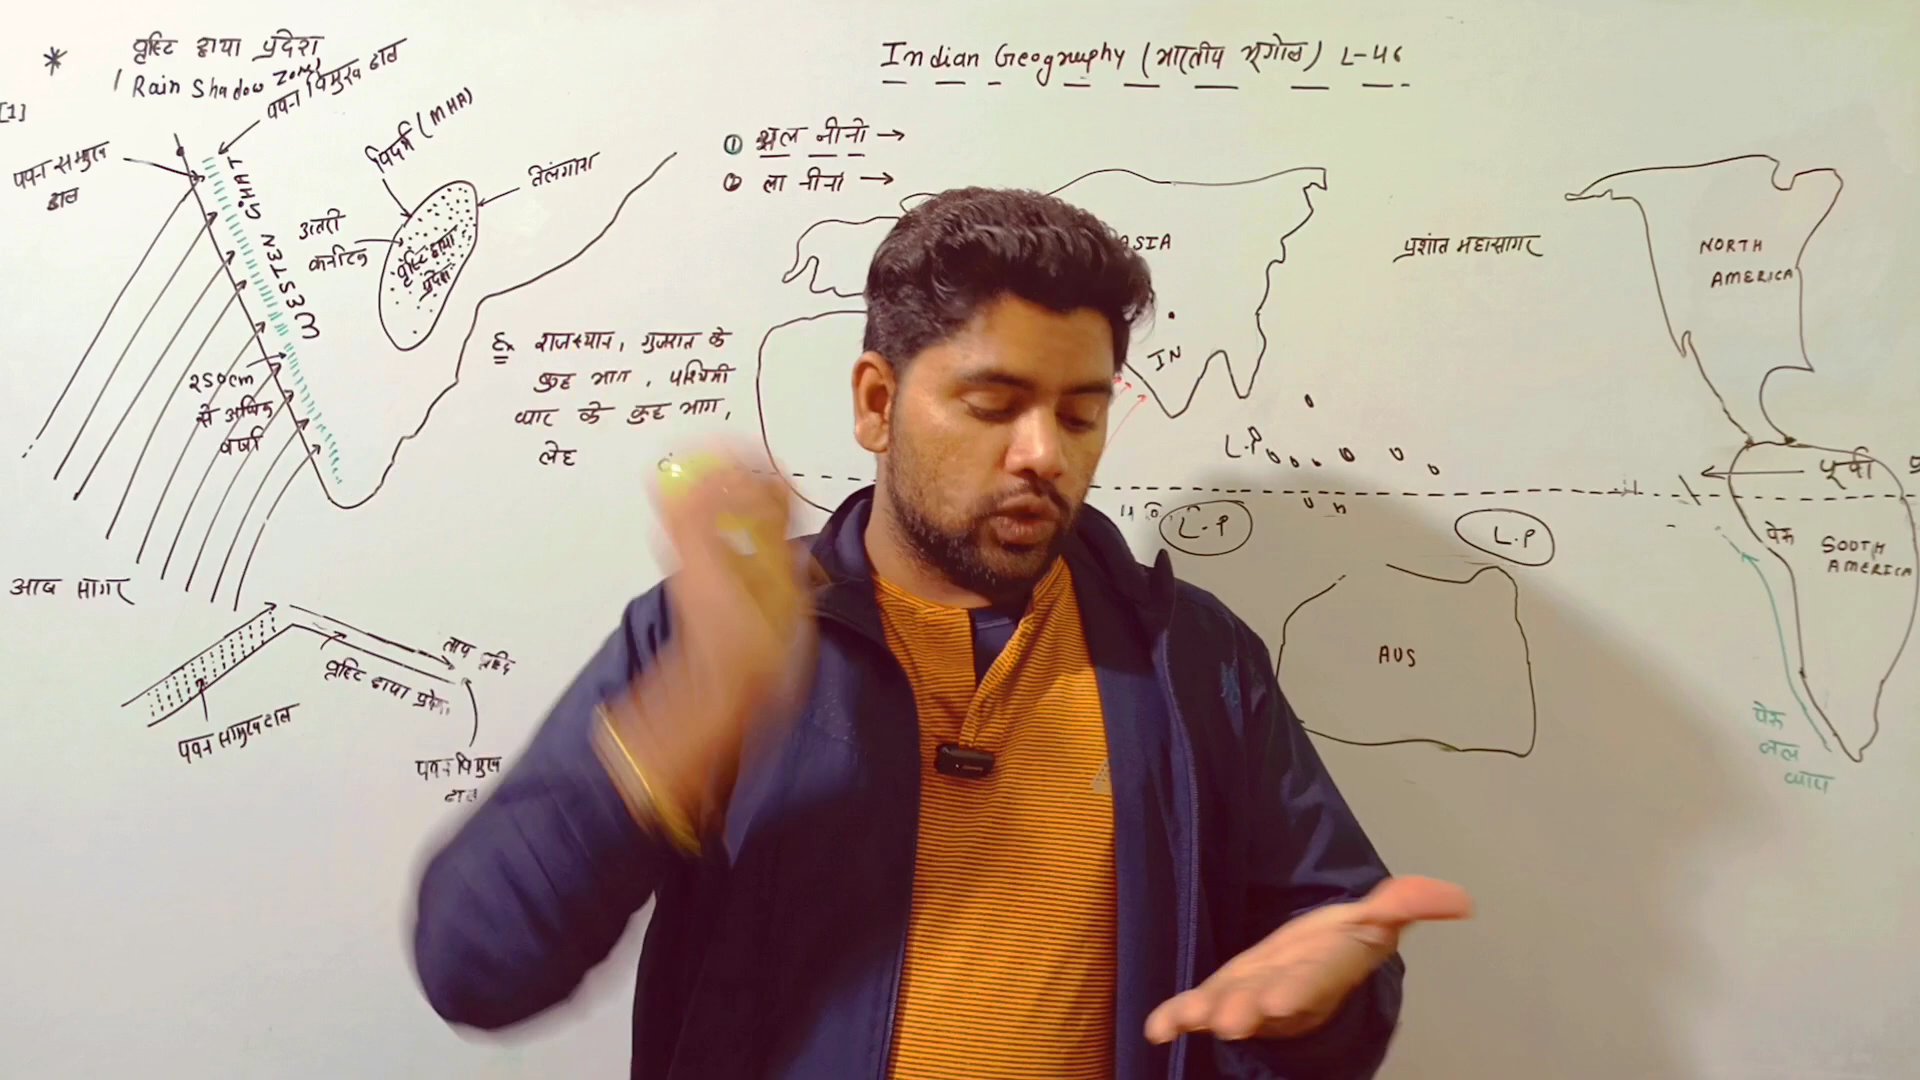 * वृष्टि छाया प्रदेश
(Rain Shadow Zone)
[1]
पवन विमुख ढाल
पवन सम्मुख
ढाल
WESTERN GHAT
विदर्भ (MHA)
तेलंगाना
उत्तरी
कर्नाटक
वृष्टि छाया
प्रदेश
250cm
से अधिक
वर्षा
Ex राजस्थान, गुजरात के
कुछ भाग, पश्चिमी
घाट के कुछ भाग,
लेह
अरब सागर
ताप वृद्धि
वृष्टि छाया प्रदेश
पवन सम्मुख ढाल
पवन विमुख
ढाल
Indian Geography (भारतीय भूगोल) L-46
① अल नीनो →
② ला नीना →
ASIA
IN
प्रशांत महासागर
NORTH
AMERICA
L.P
L.P
L.P
पूर्वी
पेरू
SOUTH
AMERICA
AUS
पेरू
जल
धारा